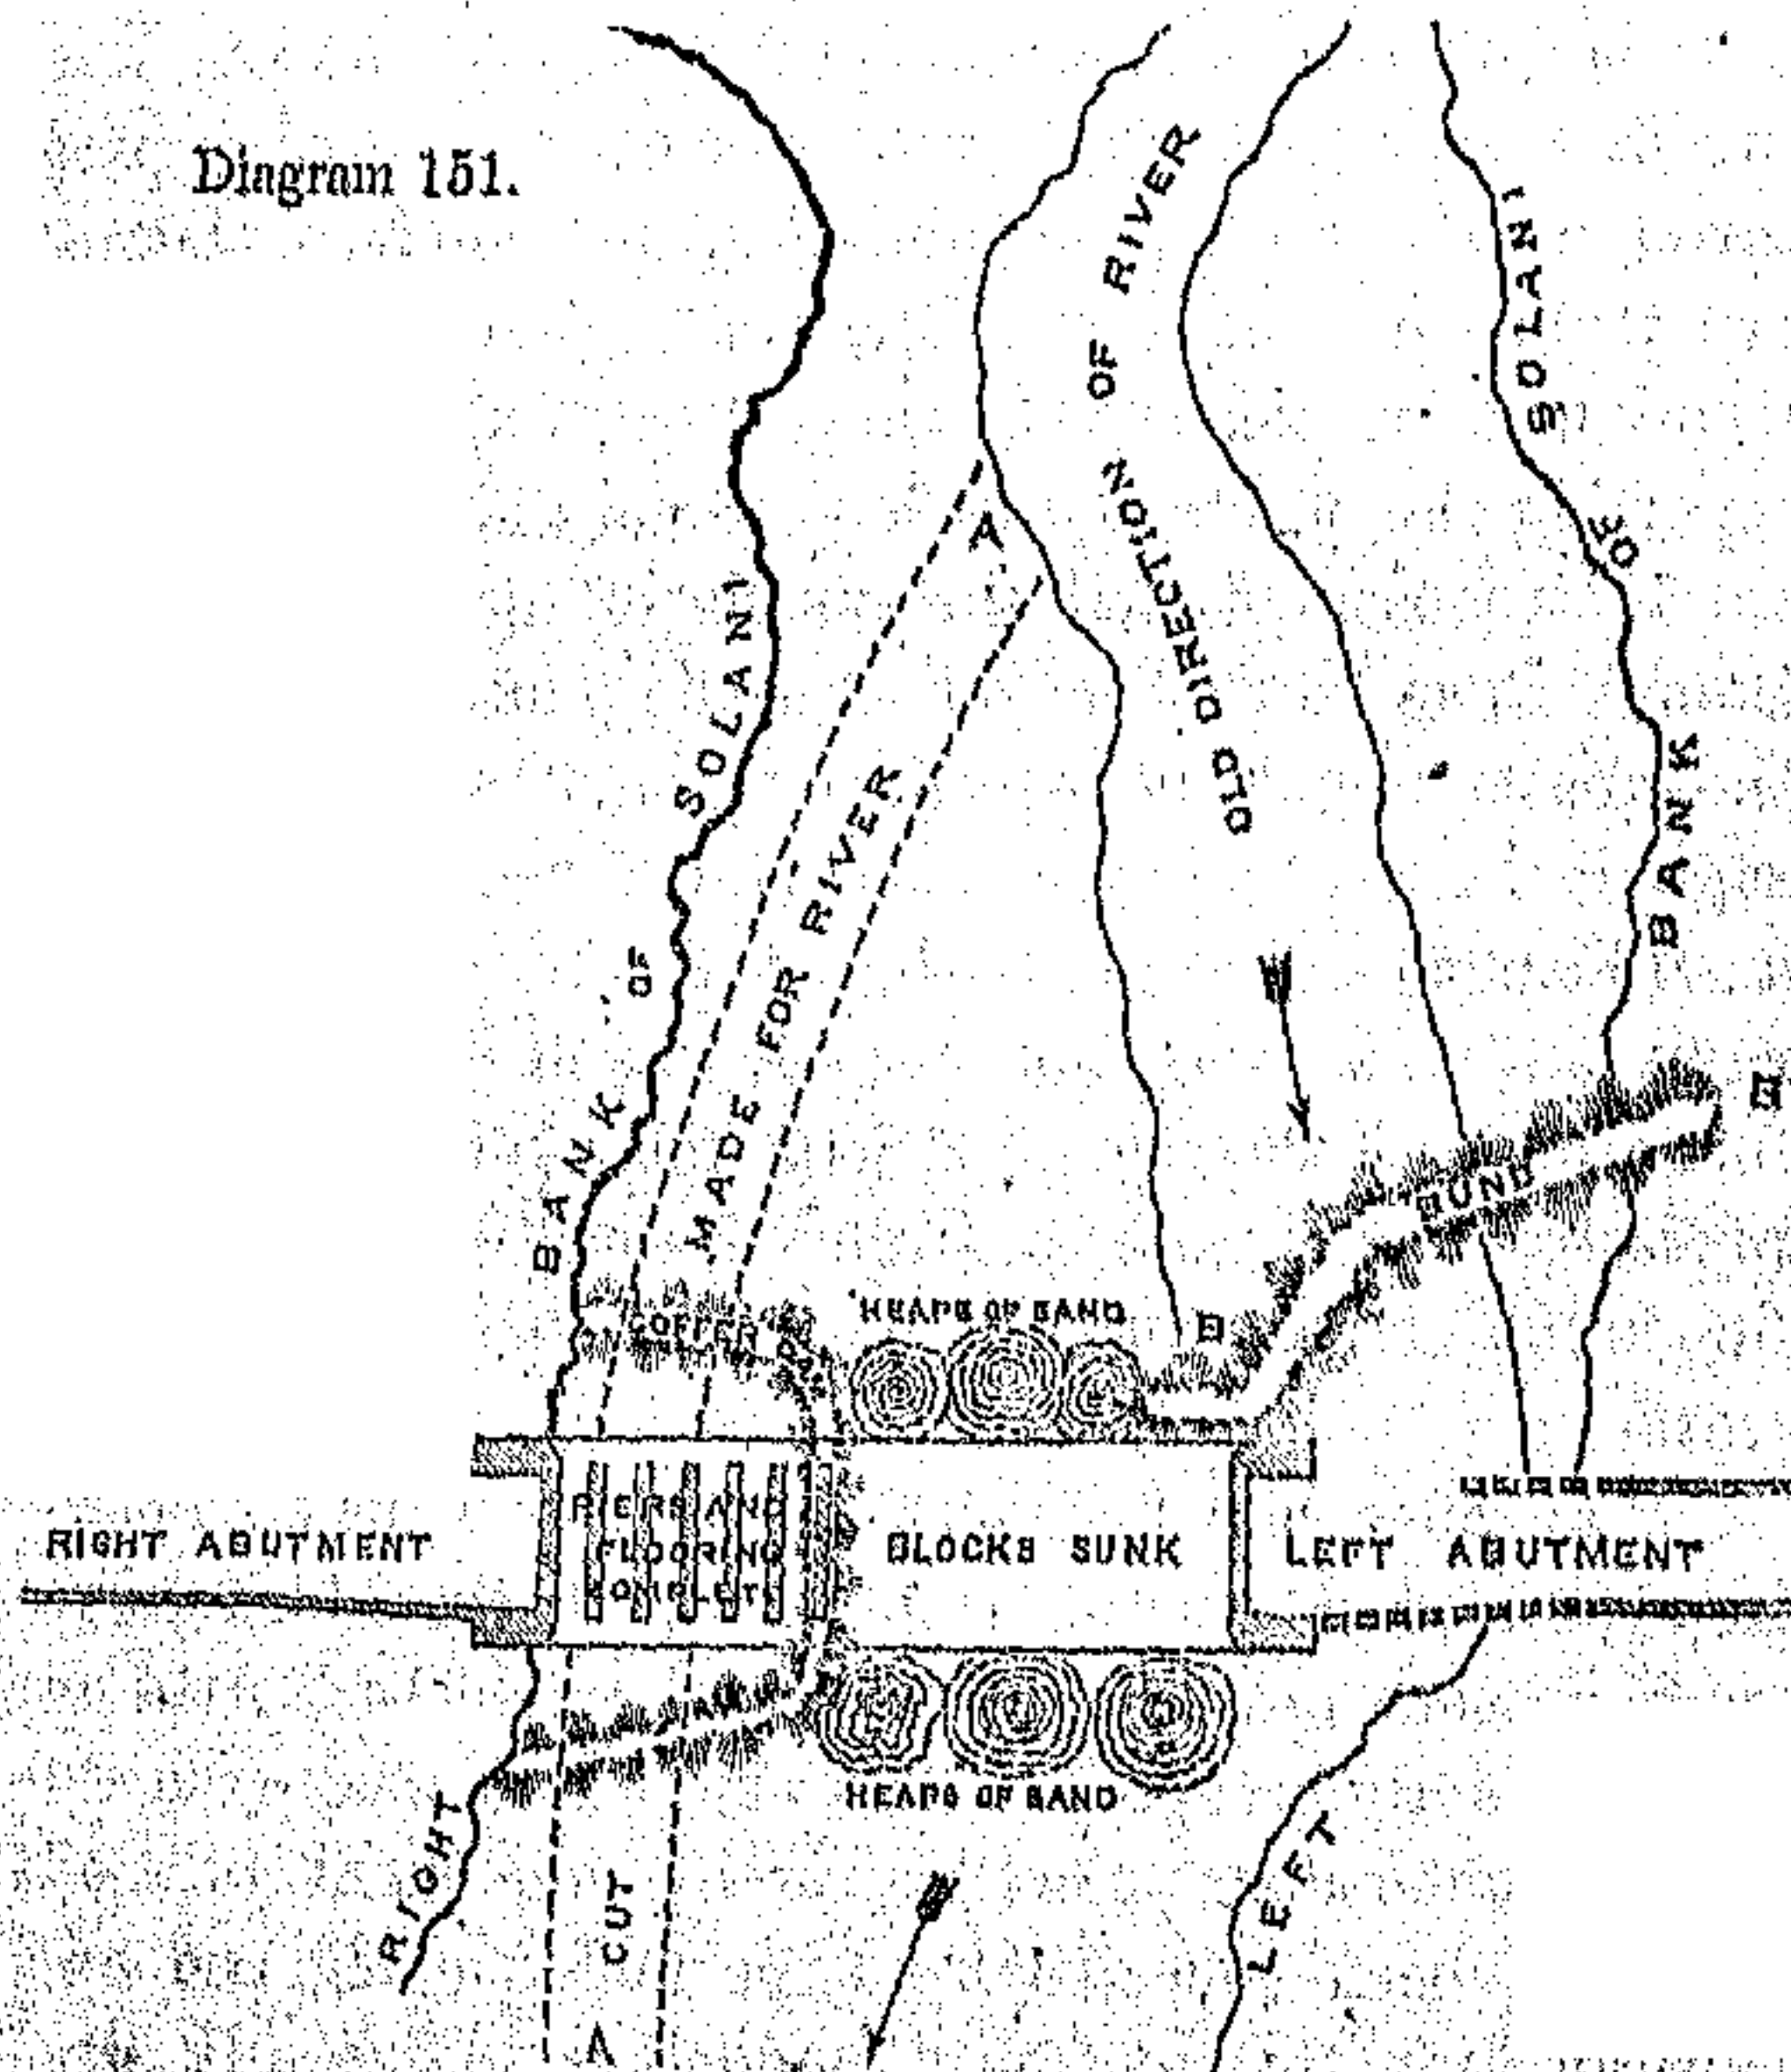 Diagram 151.
OLD DIRECTION OF RIVER
LEFT BANK OF SOLANI
A
RIGHT BANK OF SOLANI
CUT MADE FOR RIVER
B
BUND
COFFER DAM
HEAPS OF SAND
B
RIGHT ABUTMENT
PIERS AND
FLOORING
COMPLETE
BLOCKS SUNK
LEFT ABUTMENT
HEAPS OF SAND
A